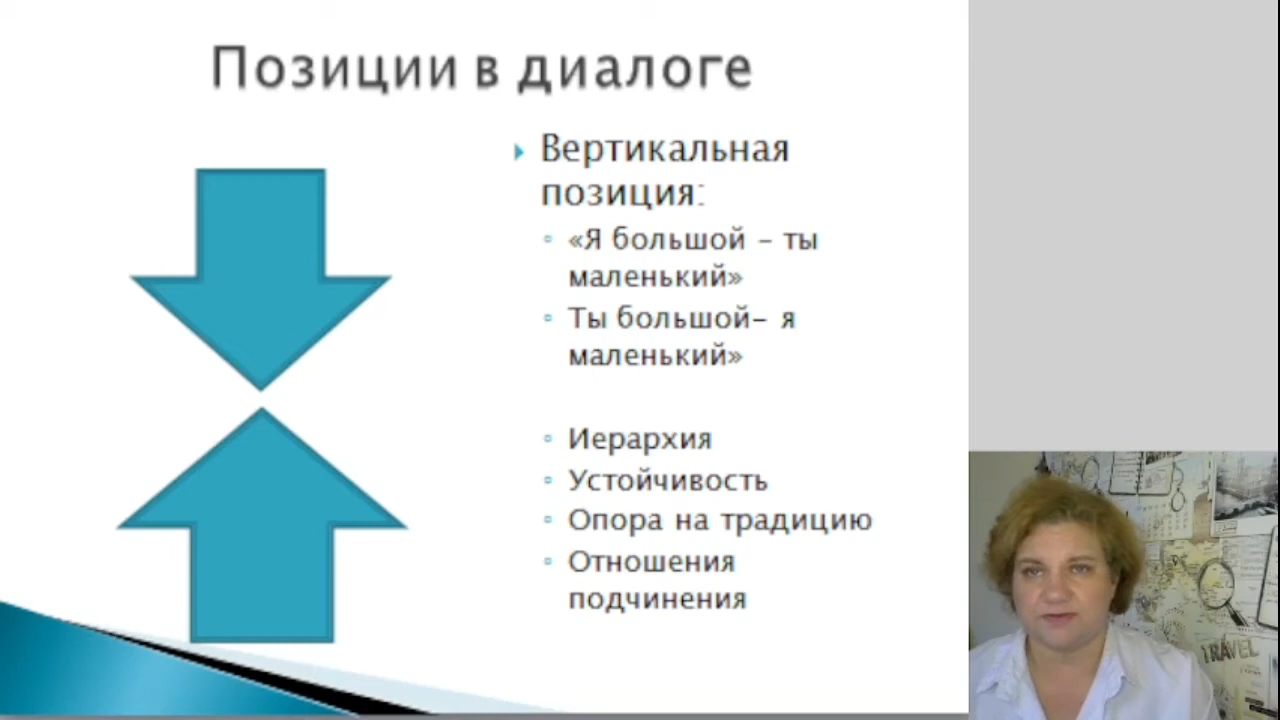 Позиции в диалоге
Вертикальная
позиция:
«Я большой – ты
маленький»
Ты большой– я
маленький»
Иерархия
Устойчивость
Опора на традицию
Отношения
подчинения
TRAVEL